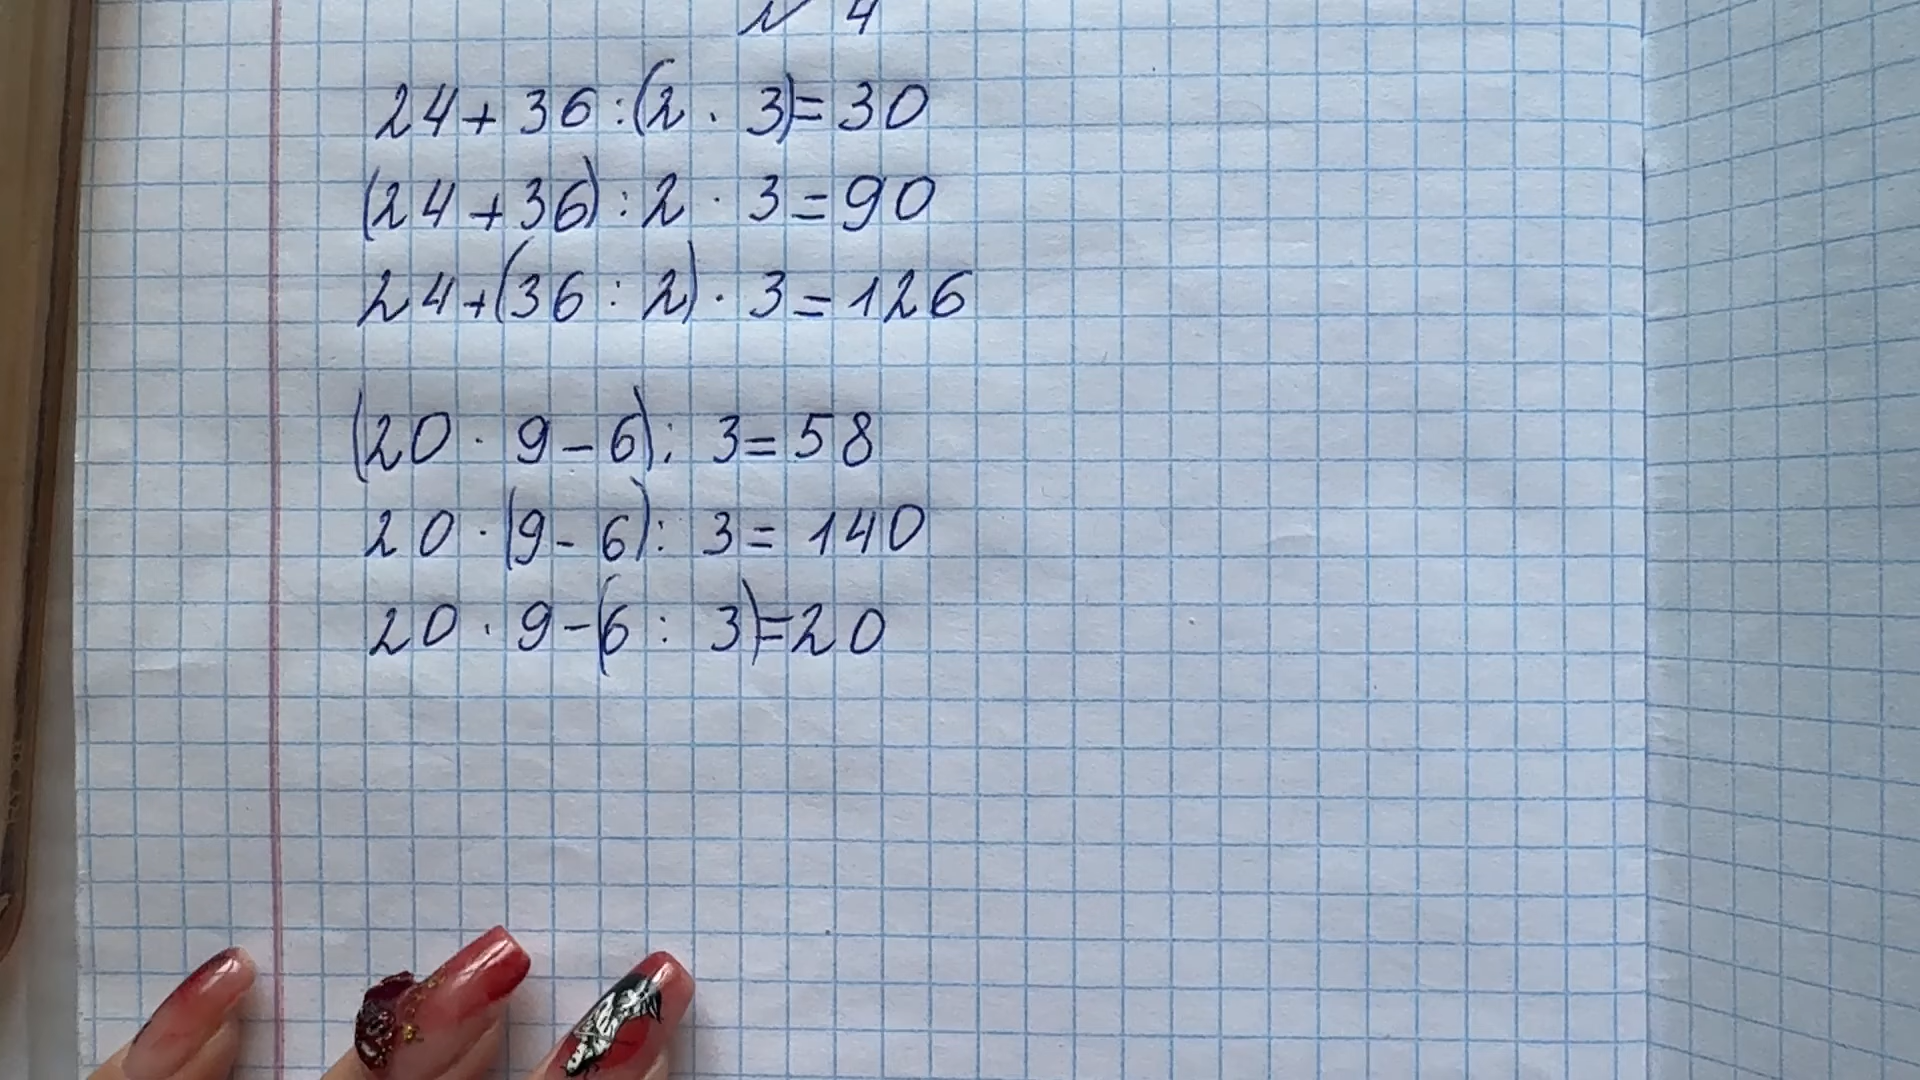 № 4
24 + 36 : (2 · 3) = 30
(24 + 36) : 2 · 3 = 90
24 + (36 : 2) · 3 = 126
(20 · 9 - 6) : 3 = 58
20 · (9 - 6) : 3 = 140
20 · 9 - (6 : 3) = 20